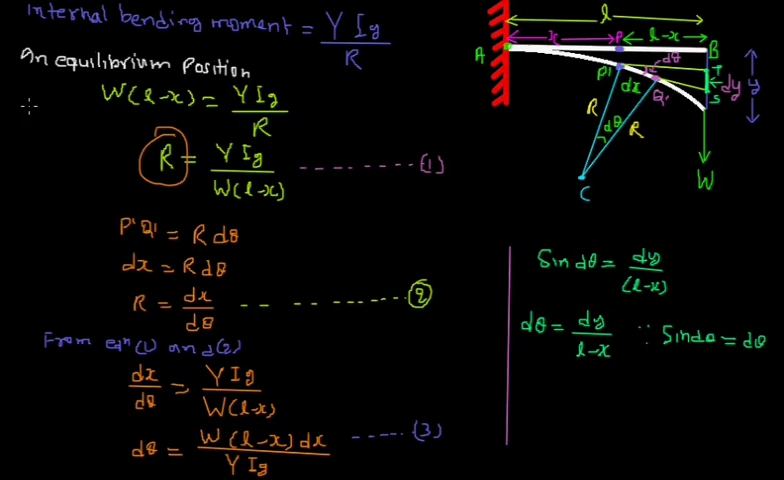 Internal bending moment = Y Ig / R
An equilibrium Position
W(l-x) = Y Ig / R
R = Y Ig / W(l-x) --------- (1)
P'Q' = R dθ
dx = R dθ
R = dx / dθ -- -- ------- (2)
From eqn (1) and (2)
dx / dθ = Y Ig / W(l-x)
dθ = W(l-x) dx / Y Ig ----- (3)
l
x P l-x
A B
dθ
P' T
dx Q' S dy y
R dθ R
C W
Sin dθ = dy / (l-x)
dθ = dy / l-x ∵ Sin dθ = dθ